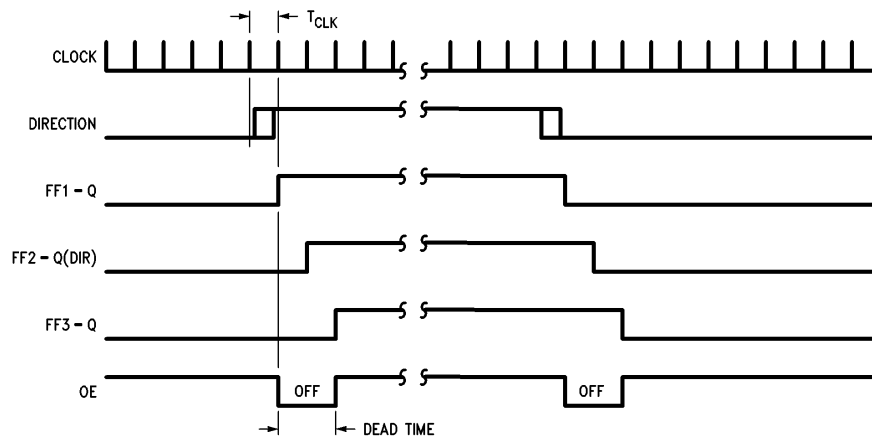 T_CLK
CLOCK
DIRECTION
FF1 – Q
FF2 – Q(DIR)
FF3 – Q
OE
OFF
OFF
DEAD TIME